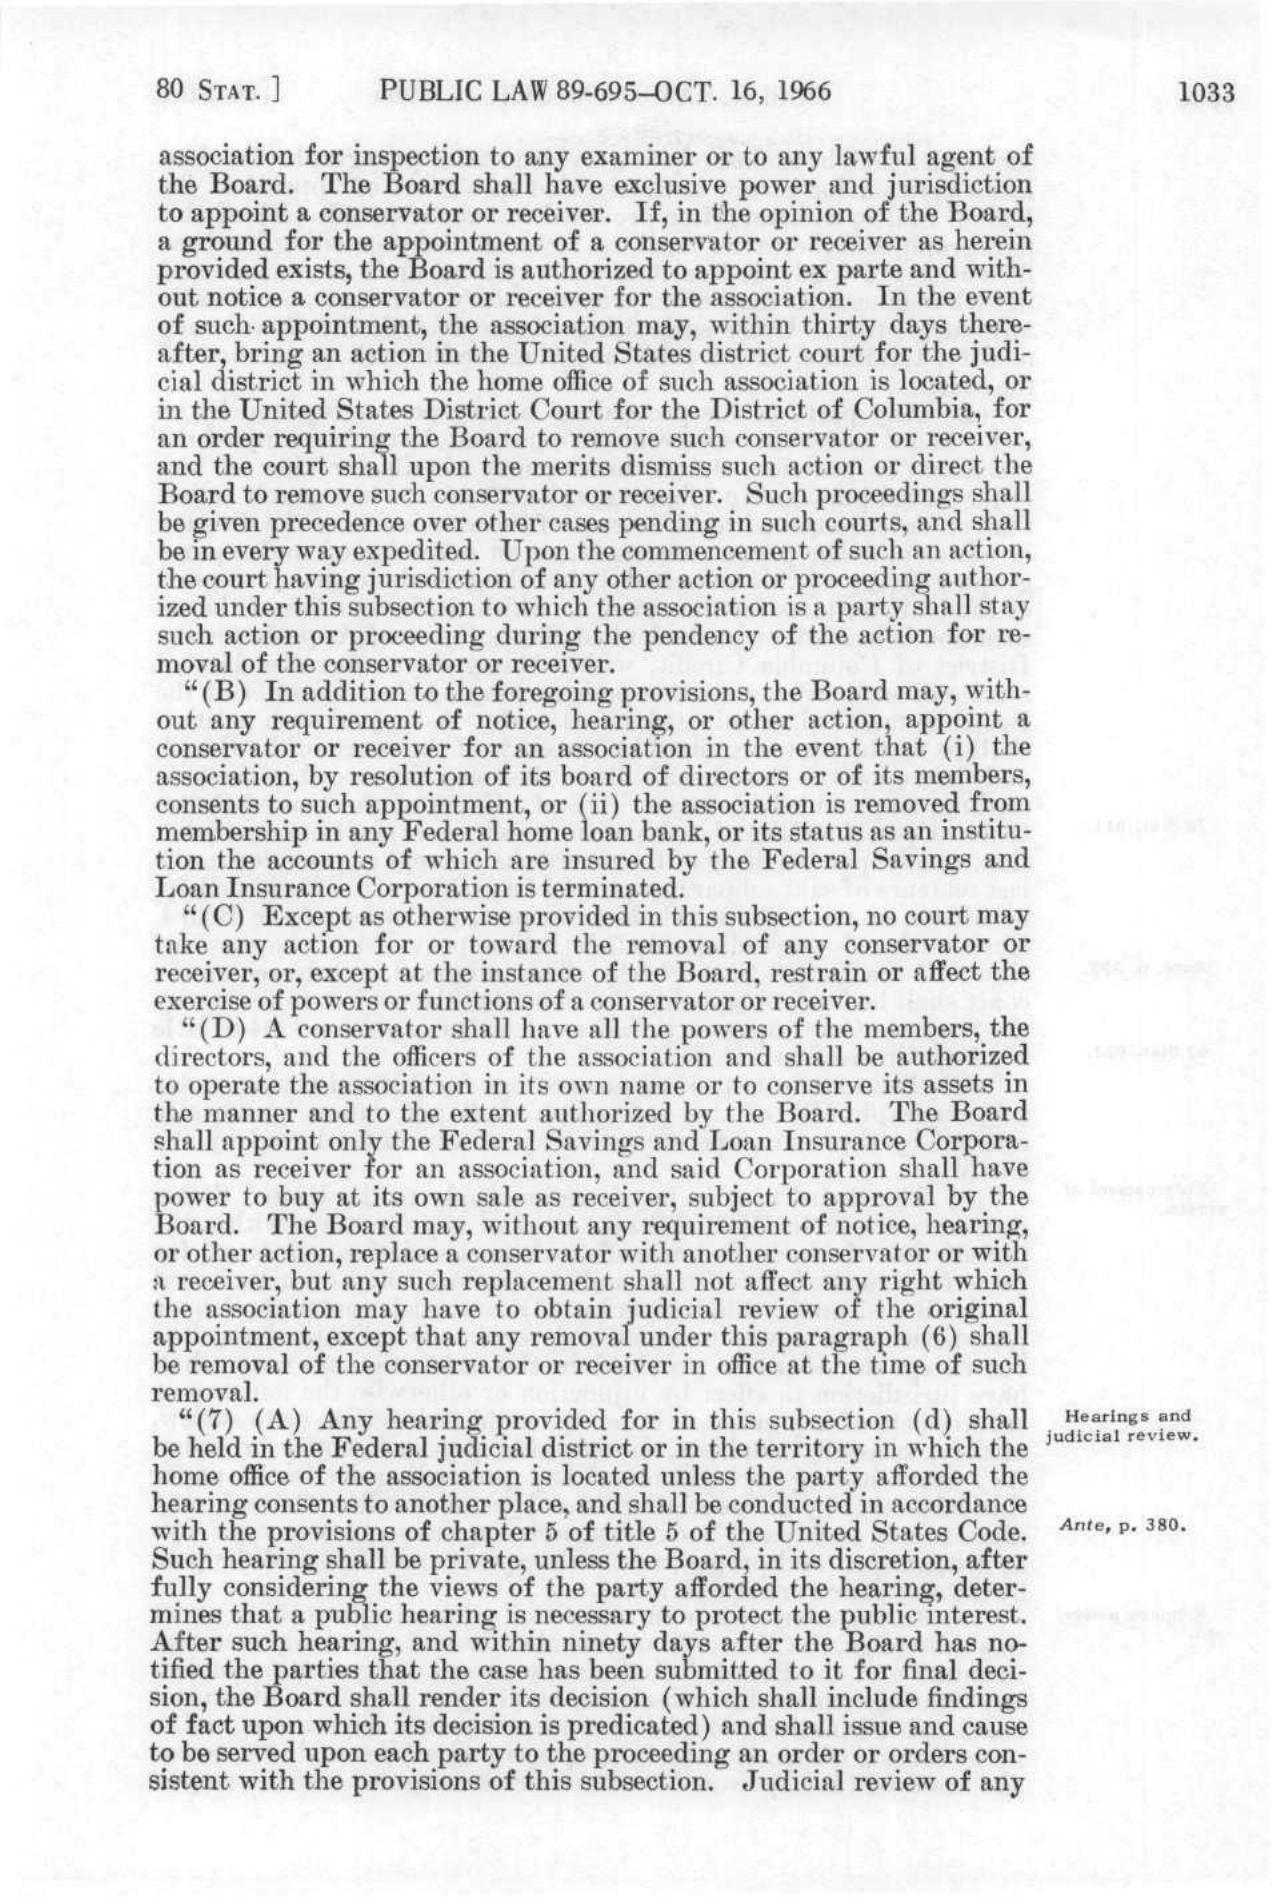 80 STAT. ] PUBLIC LAW 89-695–OCT. 16, 1966 1033
association for inspection to any examiner or to any lawful agent of
the Board. The Board shall have exclusive power and jurisdiction
to appoint a conservator or receiver. If, in the opinion of the Board,
a ground for the appointment of a conservator or receiver as herein
provided exists, the Board is authorized to appoint ex parte and with-
out notice a conservator or receiver for the association. In the event
of such appointment, the association may, within thirty days there-
after, bring an action in the United States district court for the judi-
cial district in which the home office of such association is located, or
in the United States District Court for the District of Columbia, for
an order requiring the Board to remove such conservator or receiver,
and the court shall upon the merits dismiss such action or direct the
Board to remove such conservator or receiver. Such proceedings shall
be given precedence over other cases pending in such courts, and shall
be in every way expedited. Upon the commencement of such an action,
the court having jurisdiction of any other action or proceeding author-
ized under this subsection to which the association is a party shall stay
such action or proceeding during the pendency of the action for re-
moval of the conservator or receiver.
"(B) In addition to the foregoing provisions, the Board may, with-
out any requirement of notice, hearing, or other action, appoint a
conservator or receiver for an association in the event that (i) the
association, by resolution of its board of directors or of its members,
consents to such appointment, or (ii) the association is removed from
membership in any Federal home loan bank, or its status as an institu-
tion the accounts of which are insured by the Federal Savings and
Loan Insurance Corporation is terminated.
"(C) Except as otherwise provided in this subsection, no court may
take any action for or toward the removal of any conservator or
receiver, or, except at the instance of the Board, restrain or affect the
exercise of powers or functions of a conservator or receiver.
"(D) A conservator shall have all the powers of the members, the
directors, and the officers of the association and shall be authorized
to operate the association in its own name or to conserve its assets in
the manner and to the extent authorized by the Board. The Board
shall appoint only the Federal Savings and Loan Insurance Corpora-
tion as receiver for an association, and said Corporation shall have
power to buy at its own sale as receiver, subject to approval by the
Board. The Board may, without any requirement of notice, hearing,
or other action, replace a conservator with another conservator or with
a receiver, but any such replacement shall not affect any right which
the association may have to obtain judicial review of the original
appointment, except that any removal under this paragraph (6) shall
be removal of the conservator or receiver in office at the time of such
removal.
"(7) (A) Any hearing provided for in this subsection (d) shall
be held in the Federal judicial district or in the territory in which the
home office of the association is located unless the party afforded the
hearing consents to another place, and shall be conducted in accordance
with the provisions of chapter 5 of title 5 of the United States Code.
Such hearing shall be private, unless the Board, in its discretion, after
fully considering the views of the party afforded the hearing, deter-
mines that a public hearing is necessary to protect the public interest.
After such hearing, and within ninety days after the Board has no-
tified the parties that the case has been submitted to it for final deci-
sion, the Board shall render its decision (which shall include findings
of fact upon which its decision is predicated) and shall issue and cause
to be served upon each party to the proceeding an order or orders con-
sistent with the provisions of this subsection. Judicial review of any
Hearings and
judicial review.
Ante, p. 380.